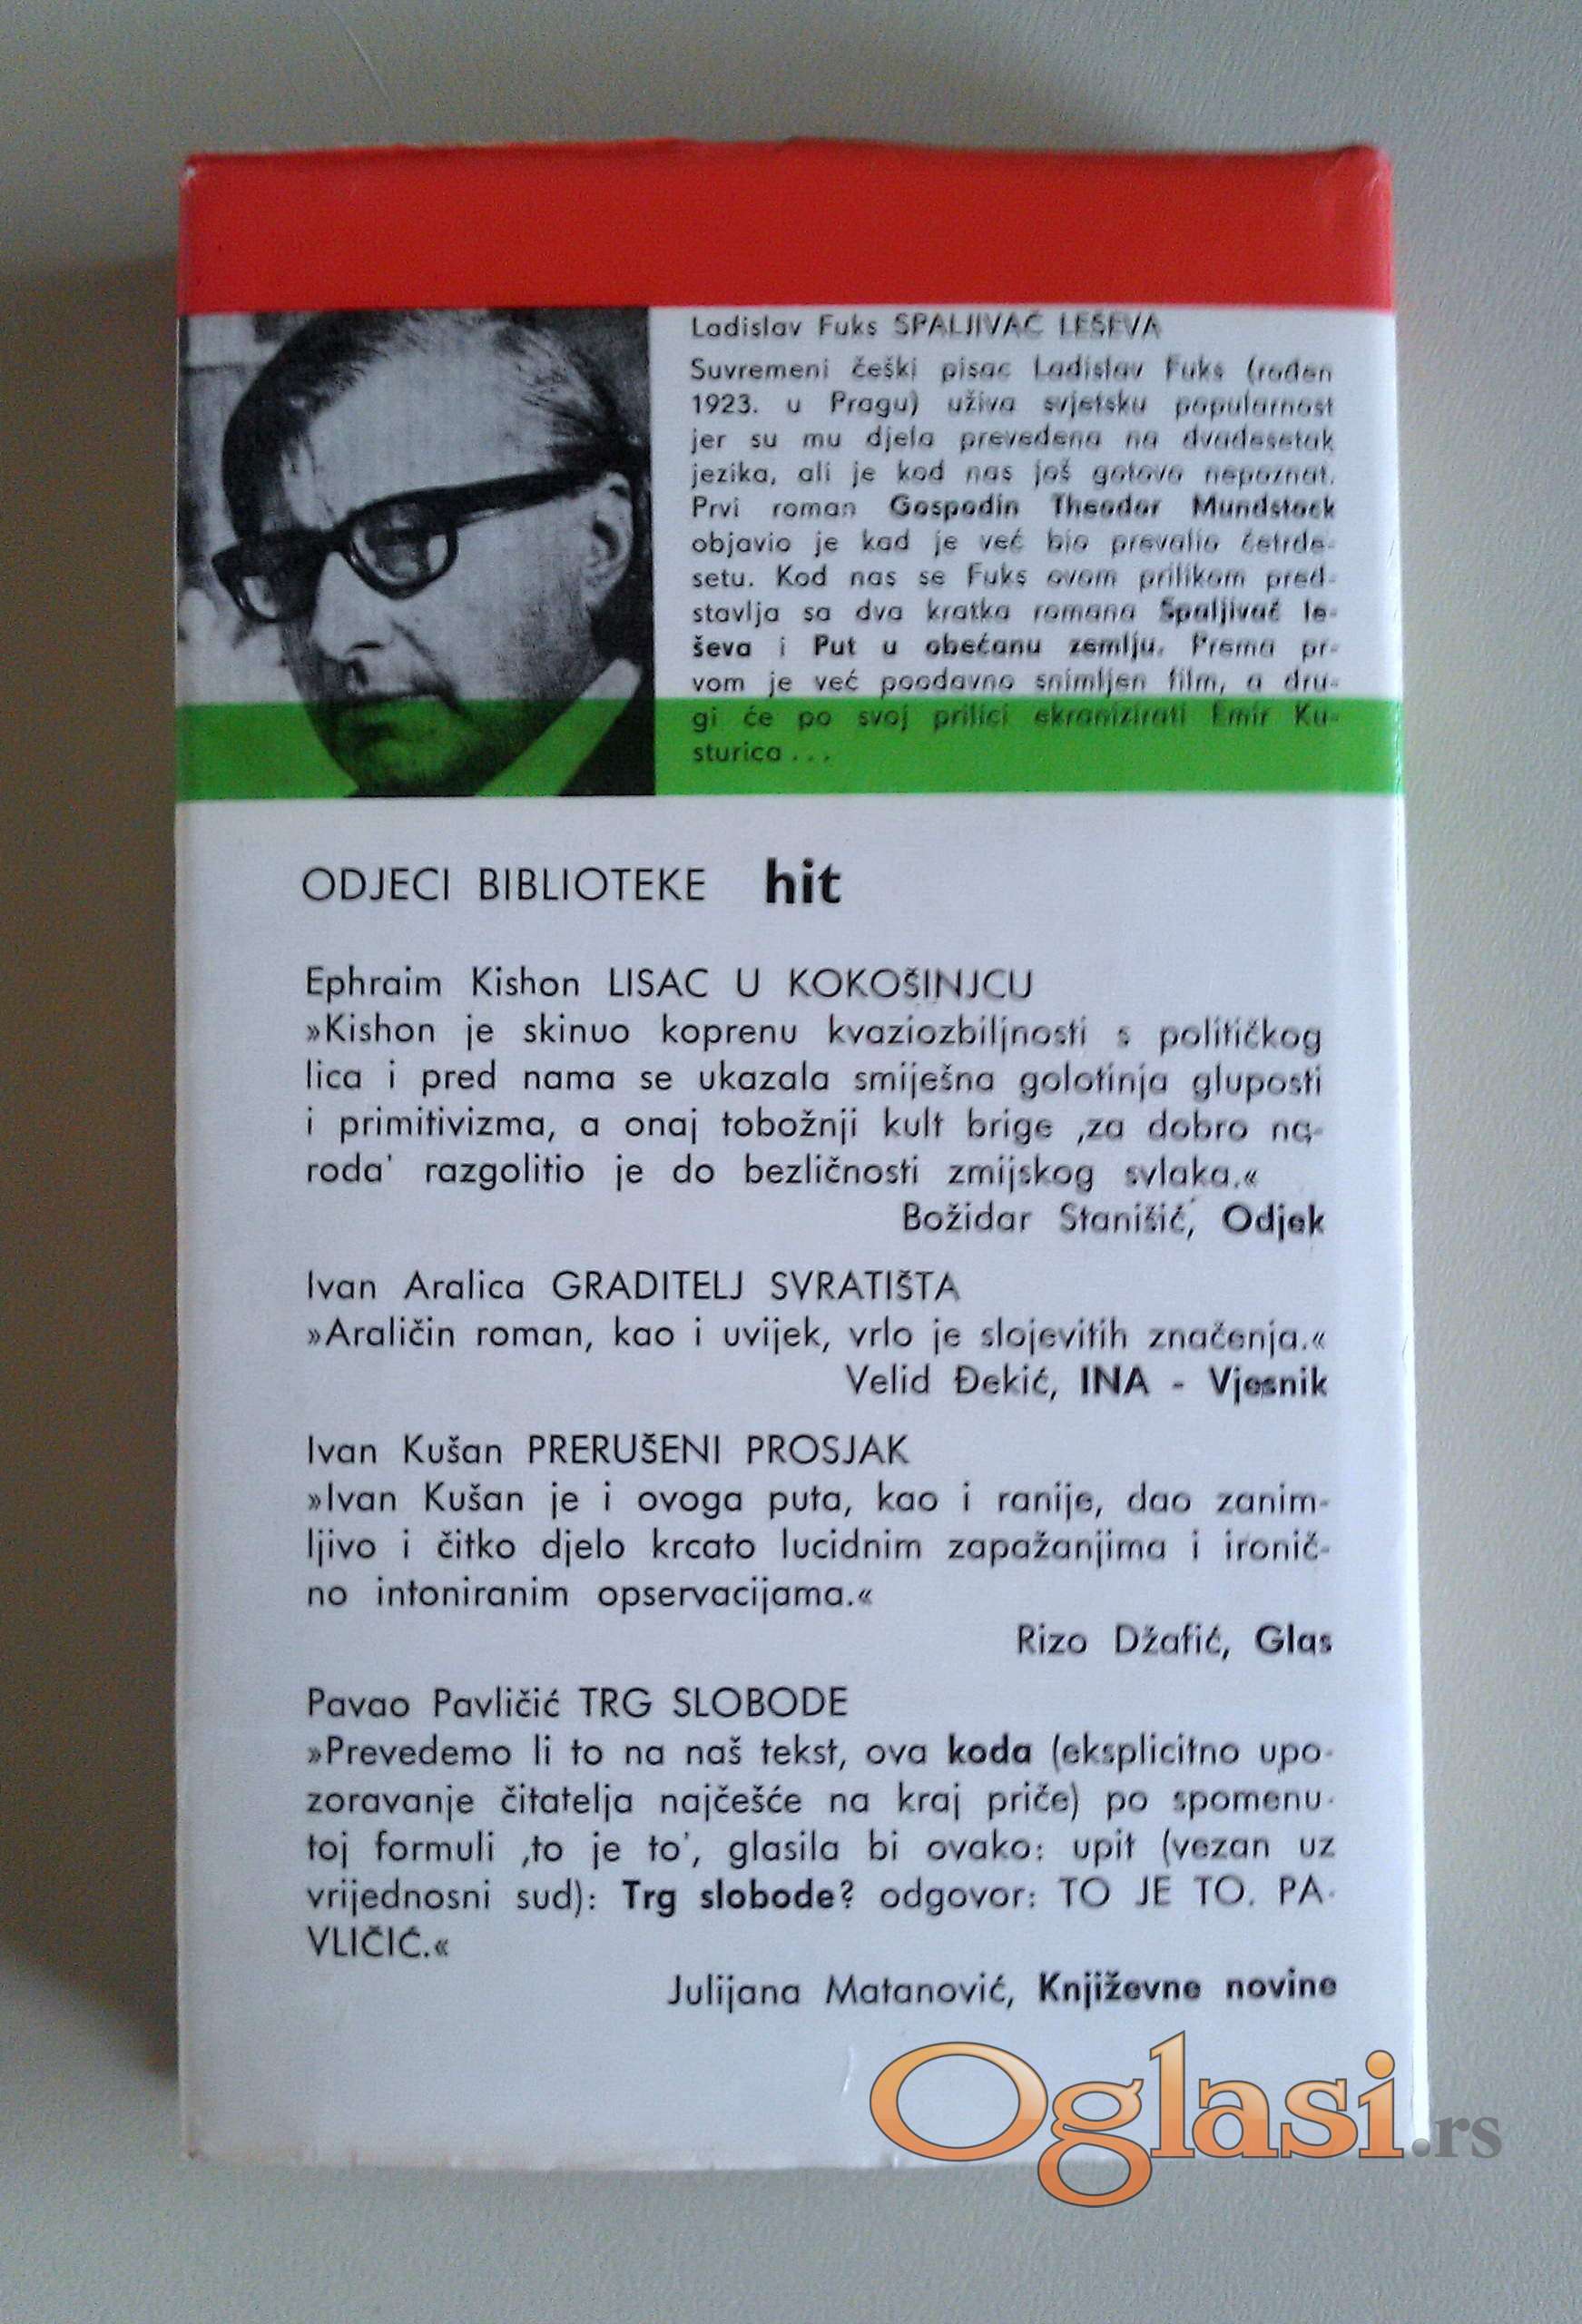 Ladislav Fuks SPALJIVAČ LEŠEVA
Suvremeni češki pisac Ladislav Fuks (rođen
1923. u Pragu) uživa svjetsku popularnost
jer su mu djela prevedena na dvadesetak
jezika, ali je kod nas još gotovo nepoznat.
Prvi roman Gospodin Theodor Mundstock
objavio je kad je već bio prevalio četrde-
setu. Kod nas se Fuks ovom prilikom pred-
stavlja sa dva kratka romana Spaljivač le-
ševa i Put u obećanu zemlju. Prema pr-
vom je već poodavno snimljen film, a dru-
gi će po svoj prilici ekranizirati Emir Ku-
sturica . . .
ODJECI BIBLIOTEKE hit
Ephraim Kishon LISAC U KOKOŠINJCU
»Kishon je skinuo koprenu kvaziozbiljnosti s političkog
lica i pred nama se ukazala smiješna golotinja gluposti
i primitivizma, a onaj tobožnji kult brige ‚za dobro na-
roda' razgolitio je do bezličnosti zmijskog svlaka.«
Božidar Stanišić, Odjek
Ivan Aralica GRADITELJ SVRATIŠTA
»Araličin roman, kao i uvijek, vrlo je slojevitih značenja.«
Velid Đekić, INA - Vjesnik
Ivan Kušan PRERUŠENI PROSJAK
»Ivan Kušan je i ovoga puta, kao i ranije, dao zanim-
ljivo i čitko djelo krcato lucidnim zapažanjima i ironič-
no intoniranim opservacijama.«
Rizo Džafić, Glas
Pavao Pavličić TRG SLOBODE
»Prevedemo li to na naš tekst, ova koda (eksplicitno upo-
zoravanje čitatelja najčešće na kraj priče) po spomenu-
toj formuli ‚to je to', glasila bi ovako: upit (vezan uz
vrijednosni sud): Trg slobode? odgovor: TO JE TO. PA-
VLIČIĆ.«
Julijana Matanović, Književne novine
Oglasi.rs